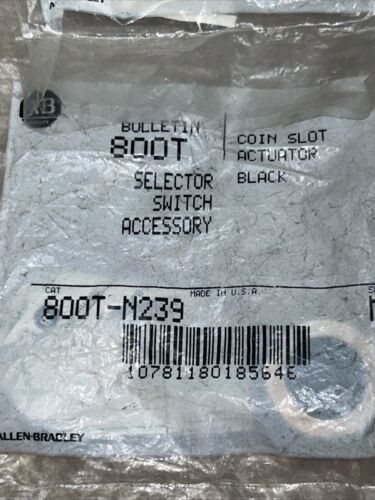 AB
BULLETIN
800T
COIN SLOT
ACTUATOR
BLACK
SELECTOR
SWITCH
ACCESSORY
CAT
MADE IN U.S.A.
800T-N239
10781180185646
ALLEN-BRADLEY